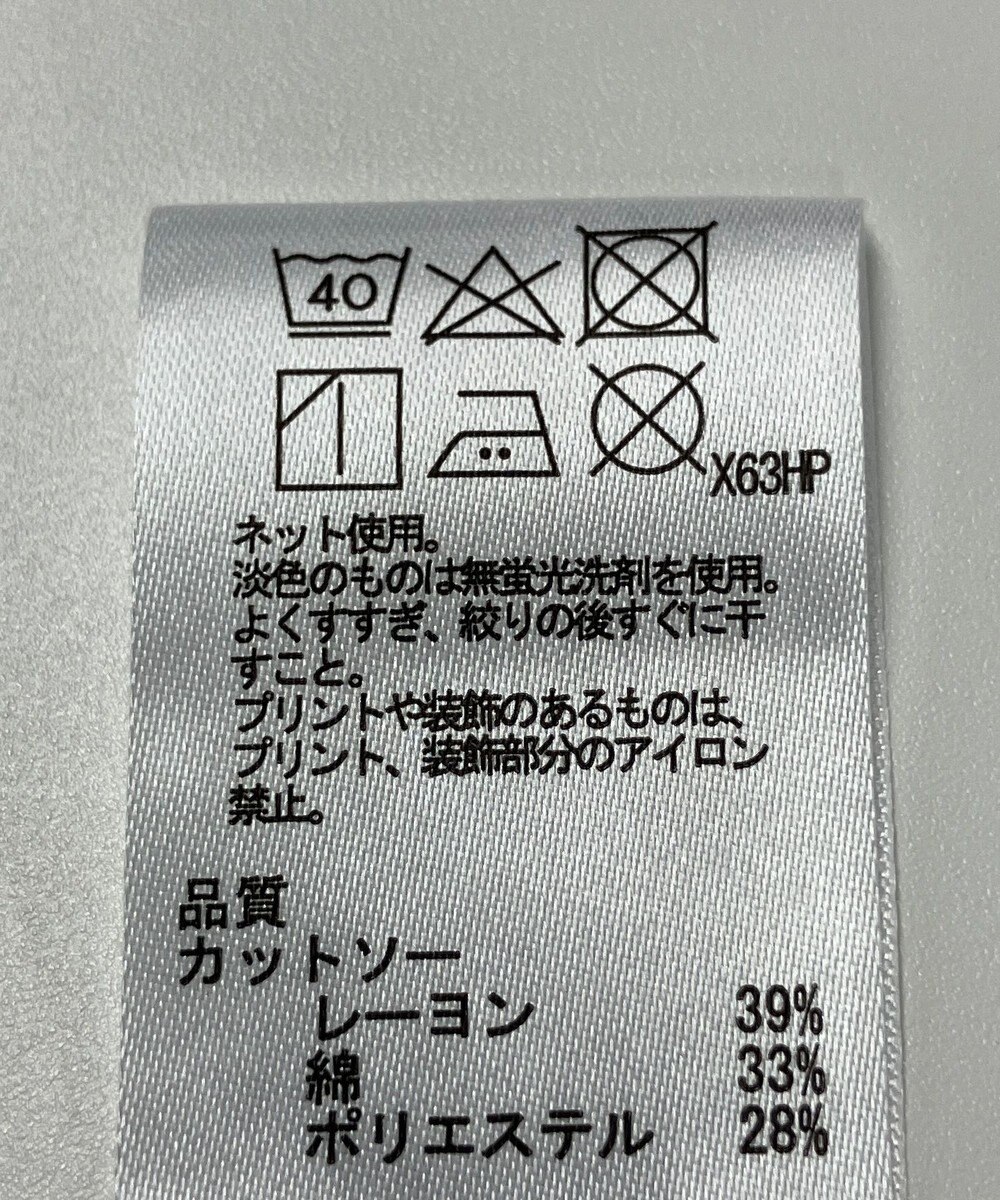 40
X63HP
ネット使用。
淡色のものは無蛍光洗剤を使用。
よくすすぎ、絞りの後すぐに干
すこと。
プリントや装飾のあるものは、
プリント、装飾部分のアイロン
禁止。
品質
カットソー
レーヨン 39%
綿 33%
ポリエステル 28%